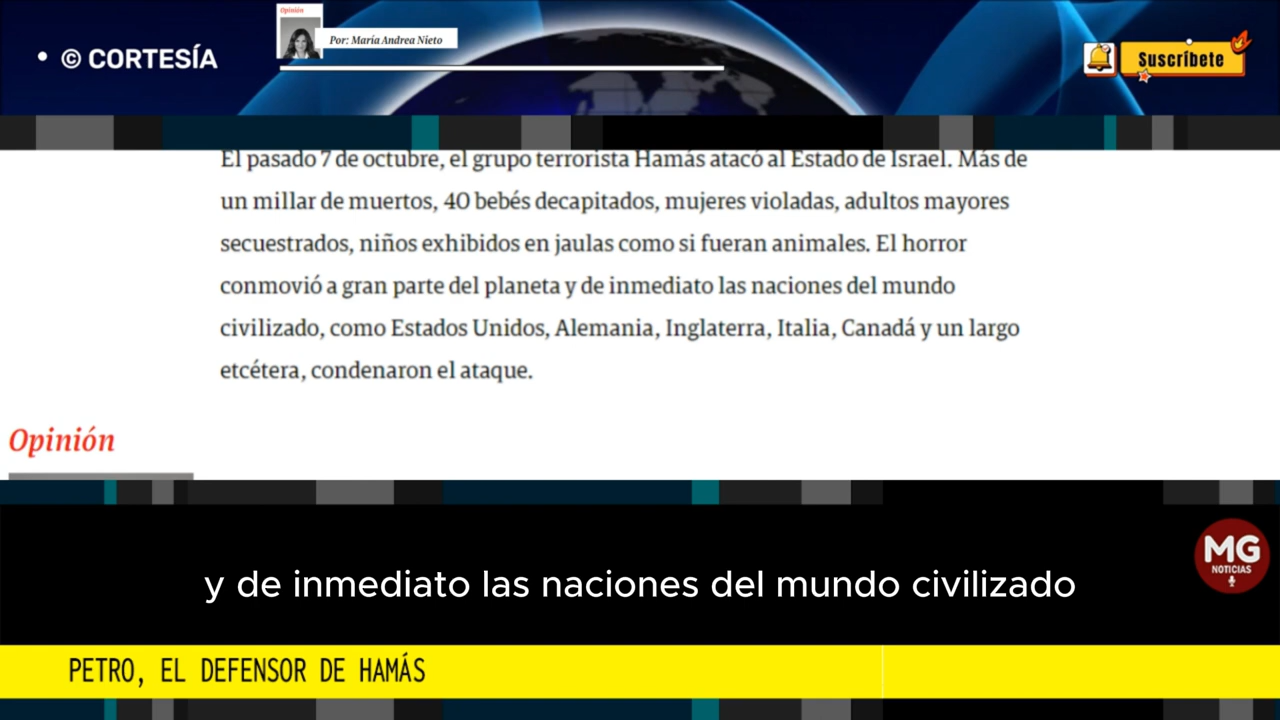 Opinión
Por: María Andrea Nieto
• © CORTESÍA
Suscríbete
El pasado 7 de octubre, el grupo terrorista Hamás atacó al Estado de Israel. Más de
un millar de muertos, 40 bebés decapitados, mujeres violadas, adultos mayores
secuestrados, niños exhibidos en jaulas como si fueran animales. El horror
conmovió a gran parte del planeta y de inmediato las naciones del mundo
civilizado, como Estados Unidos, Alemania, Inglaterra, Italia, Canadá y un largo
etcétera, condenaron el ataque.
Opinión
y de inmediato las naciones del mundo civilizado
MG
NOTICIAS
PETRO, EL DEFENSOR DE HAMÁS